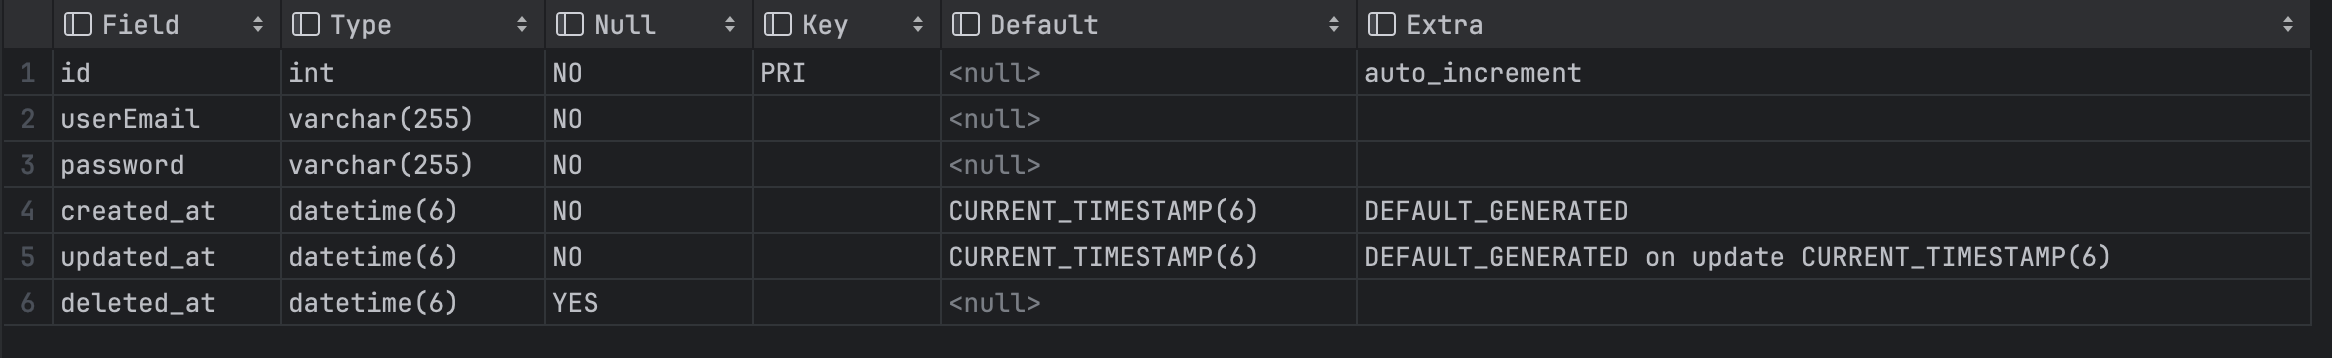 Field Type Null Key Default Extra
1 id int NO PRI <null> auto_increment
2 userEmail varchar(255) NO <null>
3 password varchar(255) NO <null>
4 created_at datetime(6) NO CURRENT_TIMESTAMP(6) DEFAULT_GENERATED
5 updated_at datetime(6) NO CURRENT_TIMESTAMP(6) DEFAULT_GENERATED on update CURRENT_TIMESTAMP(6)
6 deleted_at datetime(6) YES <null>